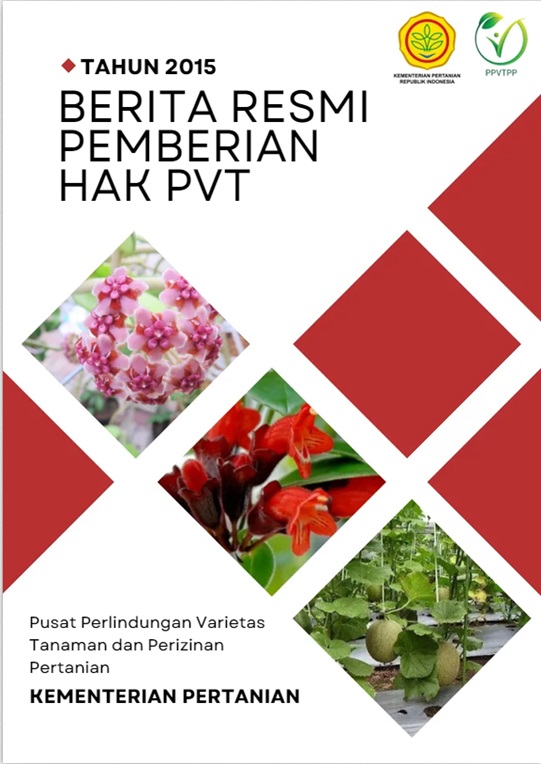 TAHUN 2015
BERITA RESMI
PEMBERIAN
HAK PVT
KEMENTERIAN PERTANIAN
REPUBLIK INDONESIA
PPVTPP
Pusat Perlindungan Varietas
Tanaman dan Perizinan
Pertanian
KEMENTERIAN PERTANIAN